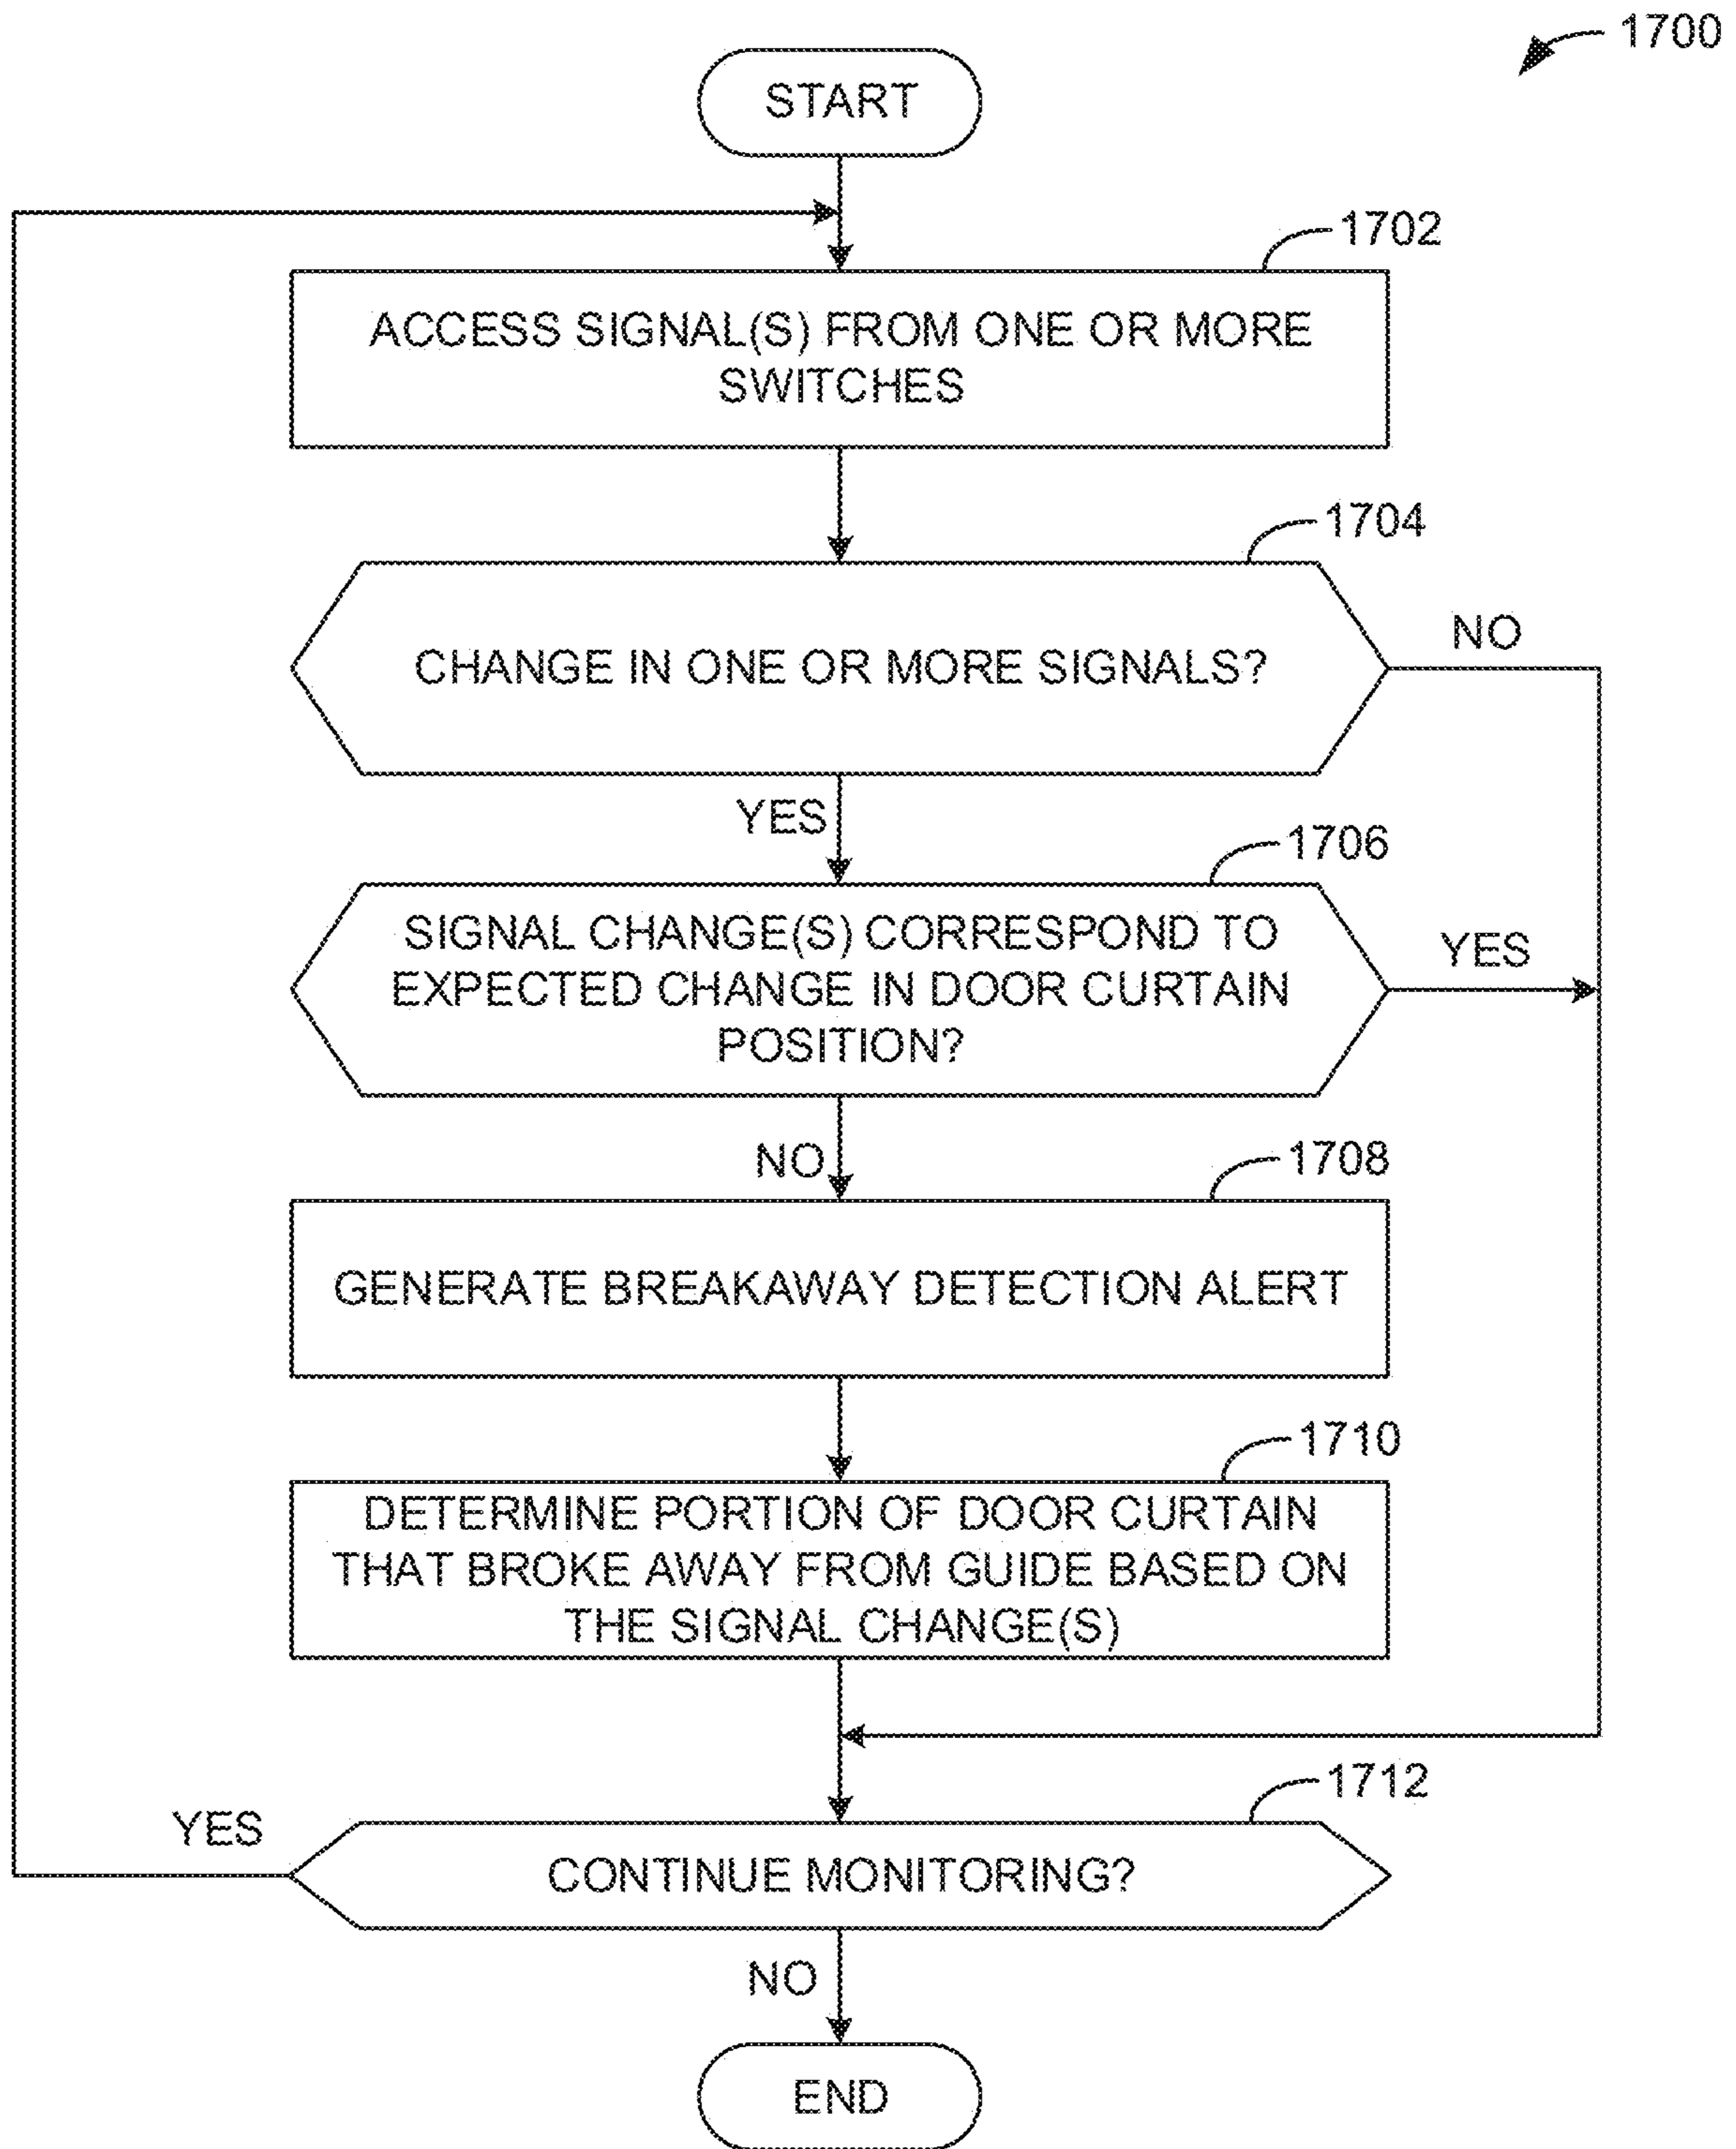 1700
START
1702
ACCESS SIGNAL(S) FROM ONE OR MORE
SWITCHES
1704
CHANGE IN ONE OR MORE SIGNALS?
NO
YES
1706
SIGNAL CHANGE(S) CORRESPOND TO
EXPECTED CHANGE IN DOOR CURTAIN
POSITION?
YES
NO
1708
GENERATE BREAKAWAY DETECTION ALERT
1710
DETERMINE PORTION OF DOOR CURTAIN
THAT BROKE AWAY FROM GUIDE BASED ON
THE SIGNAL CHANGE(S)
1712
YES
CONTINUE MONITORING?
NO
END